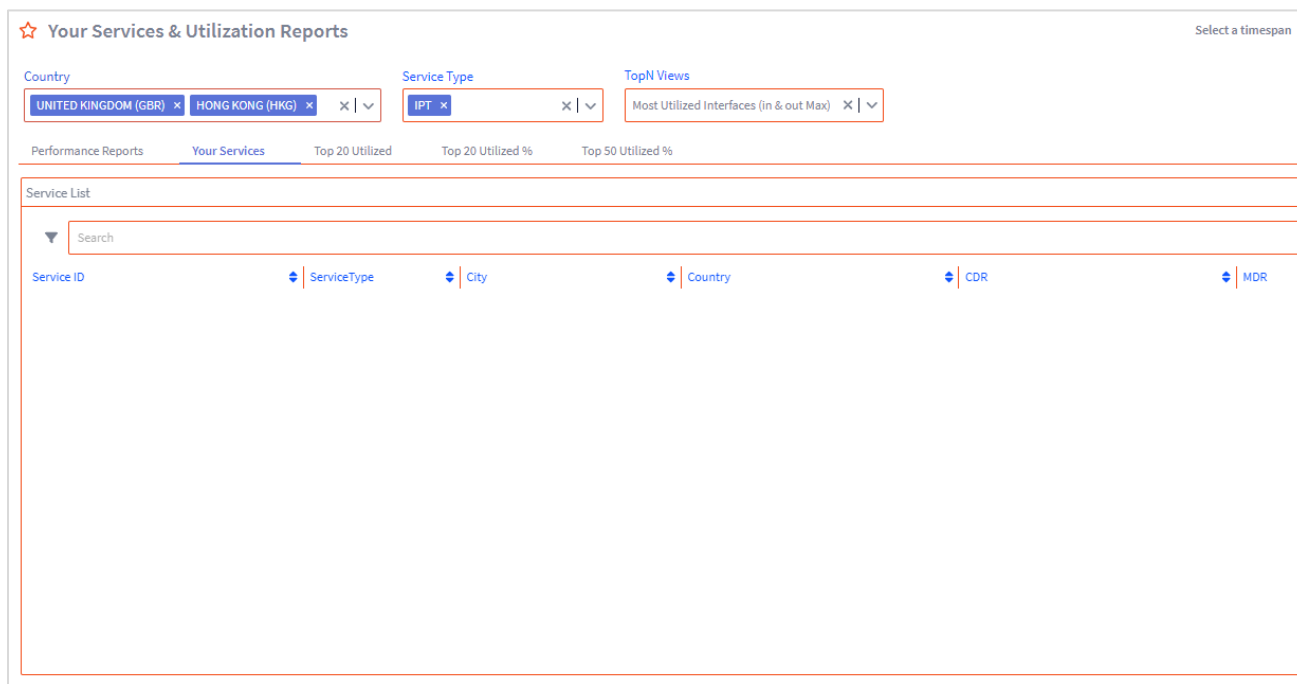 Your Services & Utilization Reports
Select a timespan
Country
Service Type
TopN Views
UNITED KINGDOM (GBR) × HONG KONG (HKG) ×
IPT ×
Most Utilized Interfaces (in & out Max)
Performance Reports
Your Services
Top 20 Utilized
Top 20 Utilized %
Top 50 Utilized %
Service List
Search
Service ID
ServiceType
City
Country
CDR
MDR